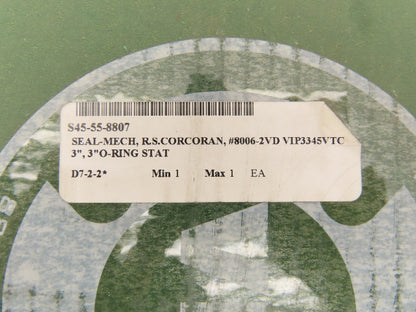 S45-55-8807
SEAL-MECH, R.S.CORCORAN, #8006-2VD VIP3345VTC
3", 3"O-RING STAT
D7-2-2* Min 1 Max 1 EA